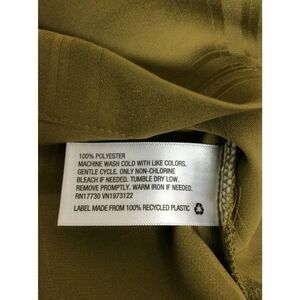 100% POLYESTER
MACHINE WASH COLD WITH LIKE COLORS,
GENTLE CYCLE. ONLY NON-CHLORINE
BLEACH IF NEEDED. TUMBLE DRY LOW,
REMOVE PROMPTLY. WARM IRON IF NEEDED.
RN17730 VN1973122
LABEL MADE FROM 100% RECYCLED PLASTIC